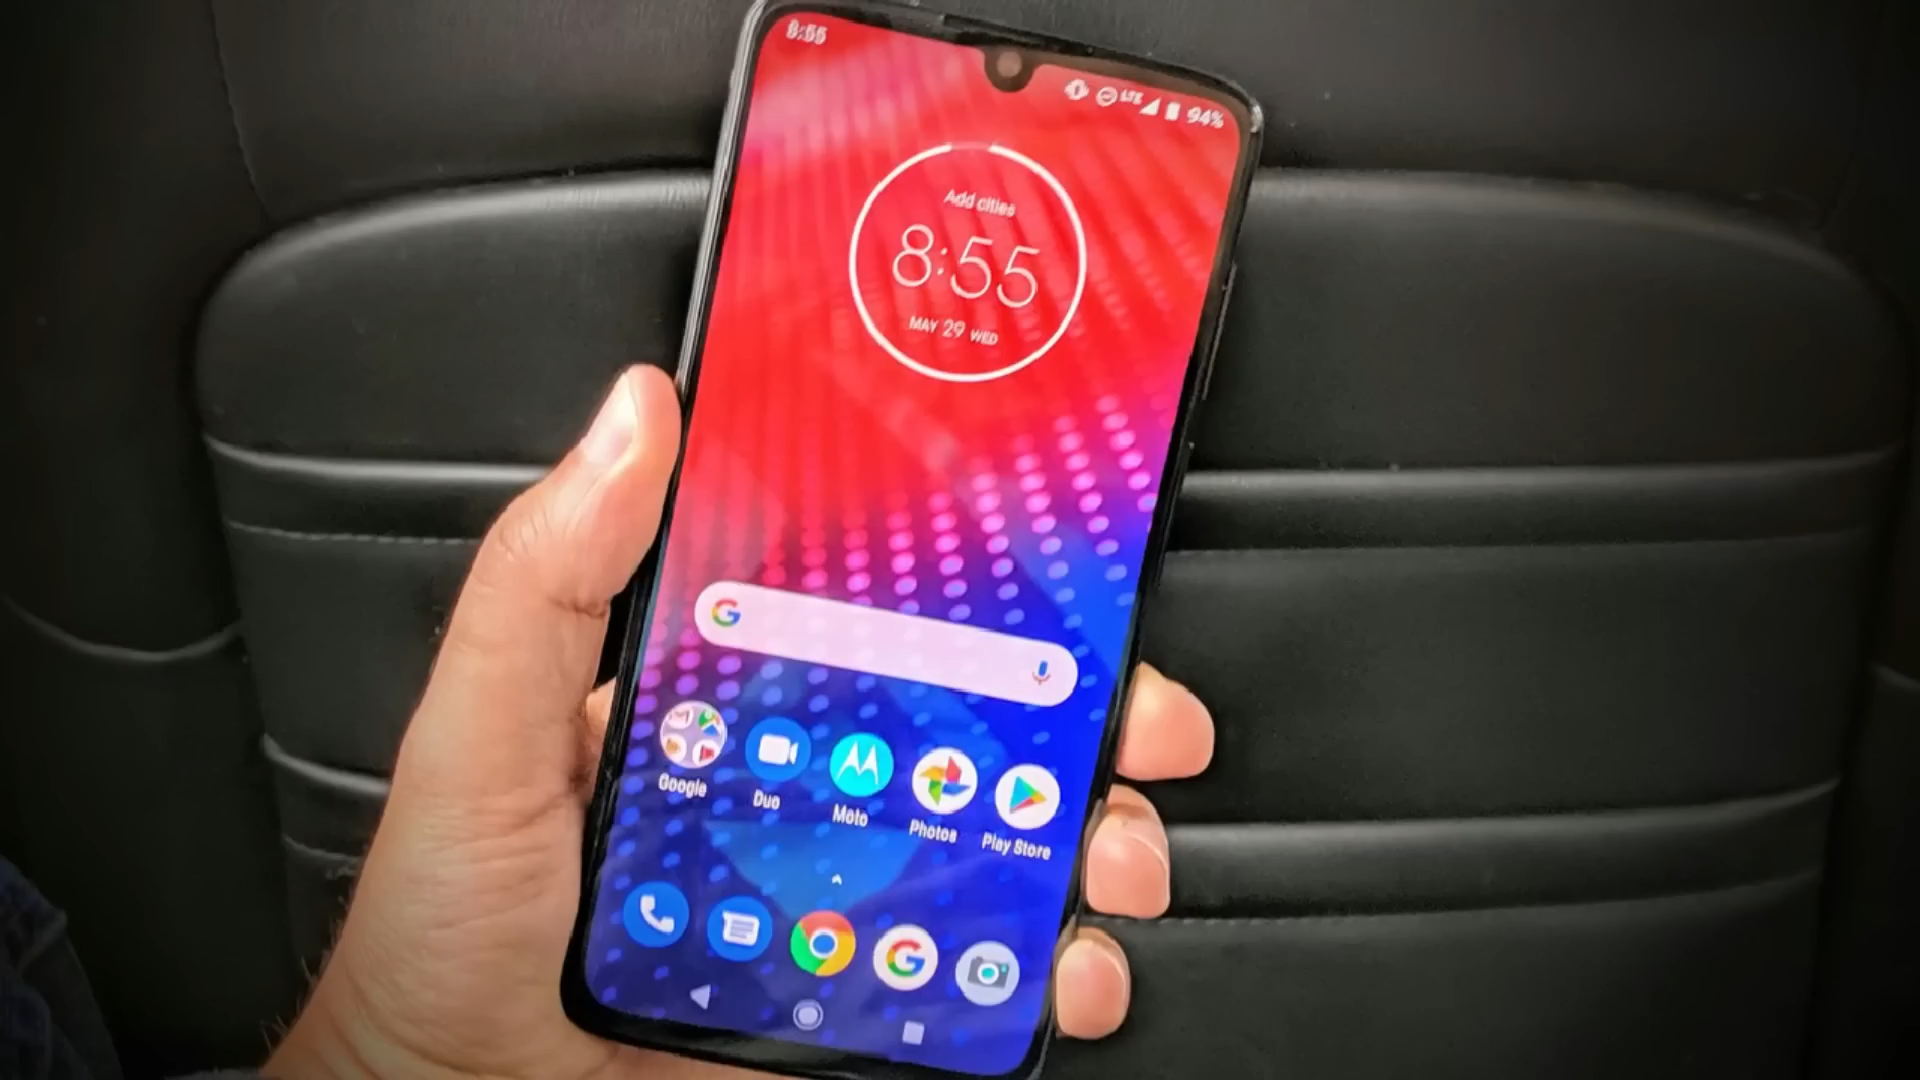 8:55
LTE 94%
Add cities
8:55
MAY 29 WED
Google
Duo
Moto
Photos
Play Store